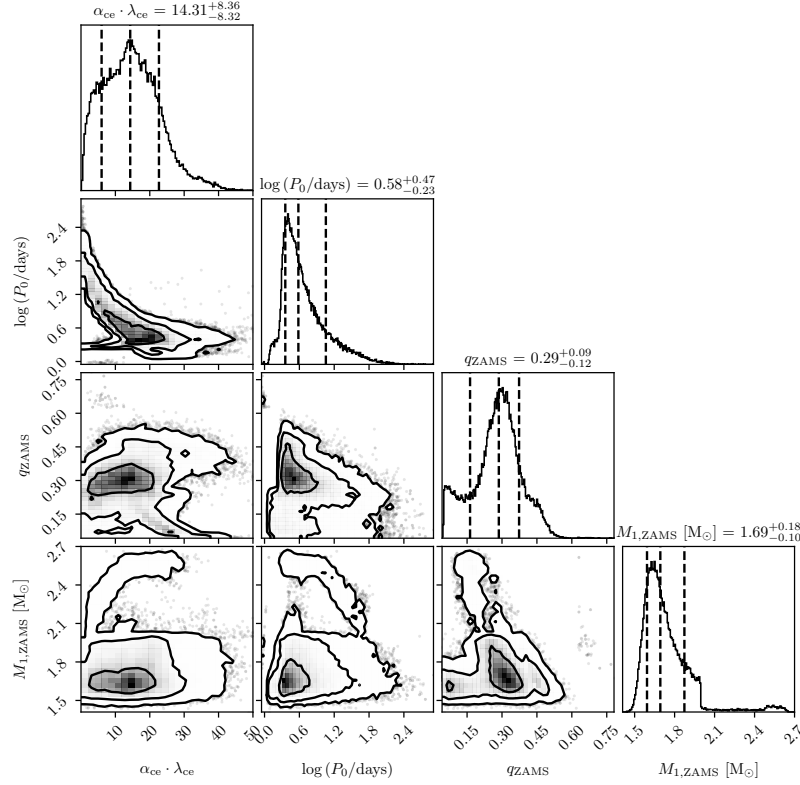 α_ce · λ_ce = 14.31^{+8.36}_{−8.32}
log (P_0/days) = 0.58^{+0.47}_{−0.23}
log (P_0/days)
2.4
1.8
1.2
0.6
0.0
q_ZAMS = 0.29^{+0.09}_{−0.12}
q_ZAMS
0.75
0.60
0.45
0.30
0.15
M_{1,ZAMS} [M_⊙] = 1.69^{+0.18}_{−0.10}
M_{1,ZAMS} [M_⊙]
2.7
2.4
2.1
1.8
1.5
10 20 30 40 50 0.0 0.6 1.2 1.8 2.4 0.15 0.30 0.45 0.60 0.75 1.5 1.8 2.1 2.4 2.7
α_ce · λ_ce log (P_0/days) q_ZAMS M_{1,ZAMS} [M_⊙]